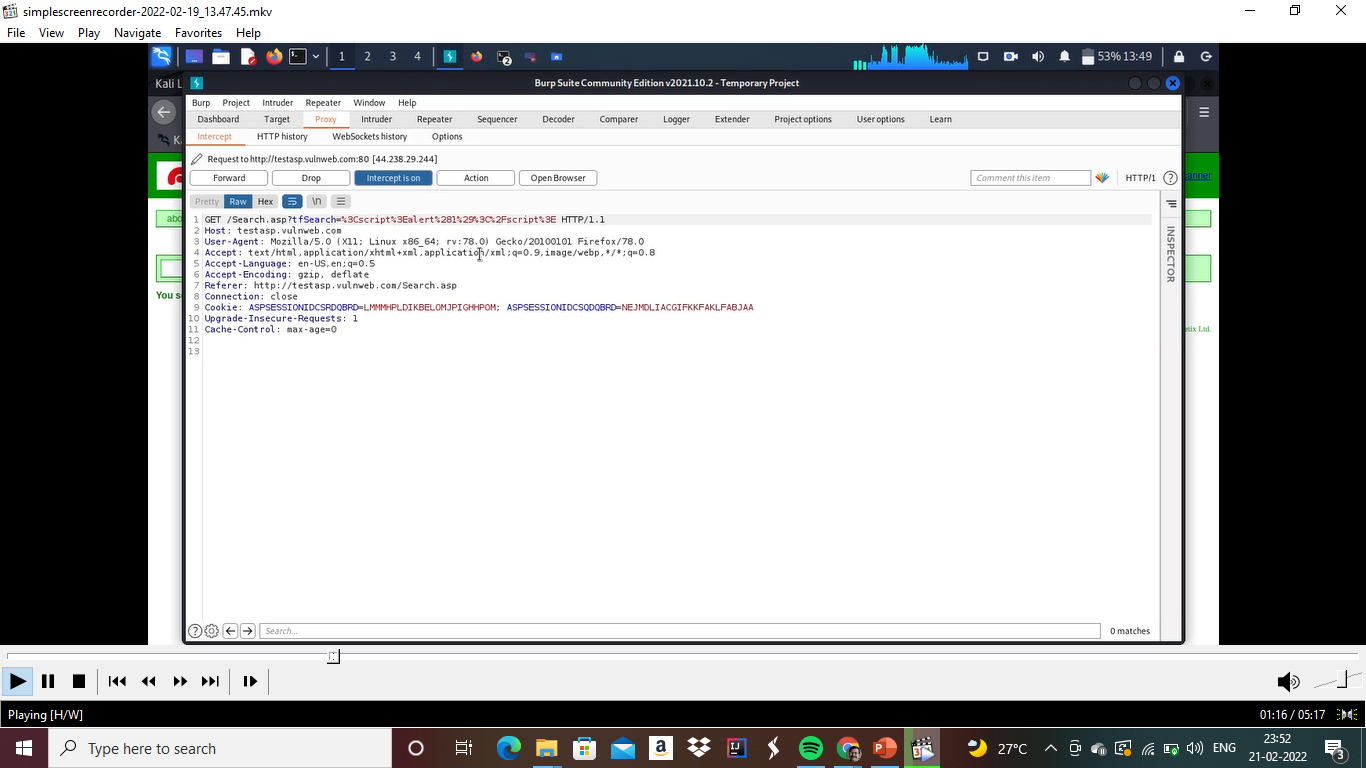 simplescreenrecorder-2022-02-19_13.47.45.mkv
File View Play Navigate Favorites Help
1 2 3 4 2 53% 13:49
Kali L
Burp Suite Community Edition v2021.10.2 - Temporary Project
Burp Project Intruder Repeater Window Help
Dashboard Target Proxy Intruder Repeater Sequencer Decoder Comparer Logger Extender Project options User options Learn
Intercept HTTP history WebSockets history Options
Request to http://testasp.vulnweb.com:80 [44.238.29.244]
Forward Drop Intercept is on Action Open Browser Comment this item HTTP/1 ?
Pretty Raw Hex \n
1 GET /Search.asp?tfSearch=%3Cscript%3Ealert%281%29%3C%2Fscript%3E HTTP/1.1
2 Host: testasp.vulnweb.com
3 User-Agent: Mozilla/5.0 (X11; Linux x86_64; rv:78.0) Gecko/20100101 Firefox/78.0
4 Accept: text/html,application/xhtml+xml,application/xml;q=0.9,image/webp,*/*;q=0.8
5 Accept-Language: en-US,en;q=0.5
6 Accept-Encoding: gzip, deflate
7 Referer: http://testasp.vulnweb.com/Search.asp
8 Connection: close
9 Cookie: ASPSESSIONIDCSRDQBRD=LMMMHPLDIKBELOMJPIGHHPOM; ASPSESSIONIDCSQDQBRD=NEJMDLIACGIFKKFAKLFABJAA
10 Upgrade-Insecure-Requests: 1
11 Cache-Control: max-age=0
12
13
INSPECTOR
abo
You s
anner
etix Ltd.
? Search... 0 matches
Playing [H/W] 01:16 / 05:17
Type here to search 27°C ENG 23:52
21-02-2022 3